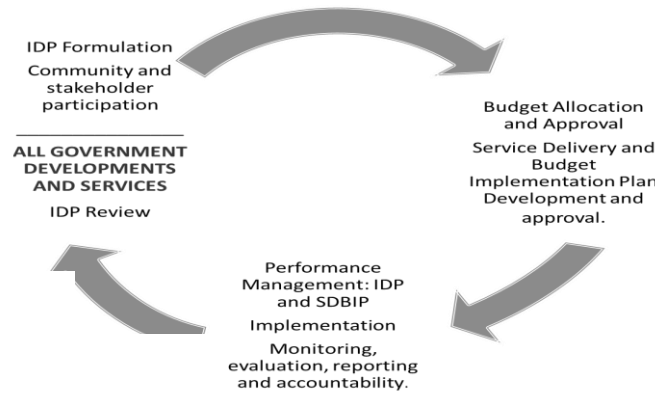 IDP Formulation
Community and
stakeholder
participation
ALL GOVERNMENT
DEVELOPMENTS
AND SERVICES
IDP Review
Budget Allocation
and Approval
Service Delivery and
Budget
Implementation Plan
Development and
approval.
Performance
Management: IDP
and SDBIP
Implementation
Monitoring,
evaluation, reporting
and accountability.